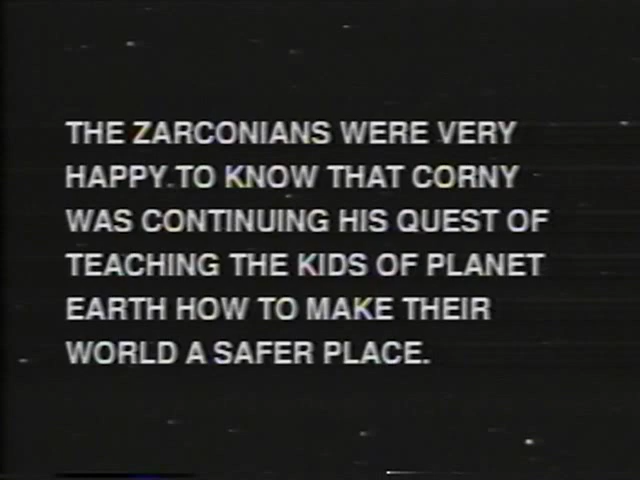 THE ZARCONIANS WERE VERY
HAPPY TO KNOW THAT CORNY
WAS CONTINUING HIS QUEST OF
TEACHING THE KIDS OF PLANET
EARTH HOW TO MAKE THEIR
WORLD A SAFER PLACE.